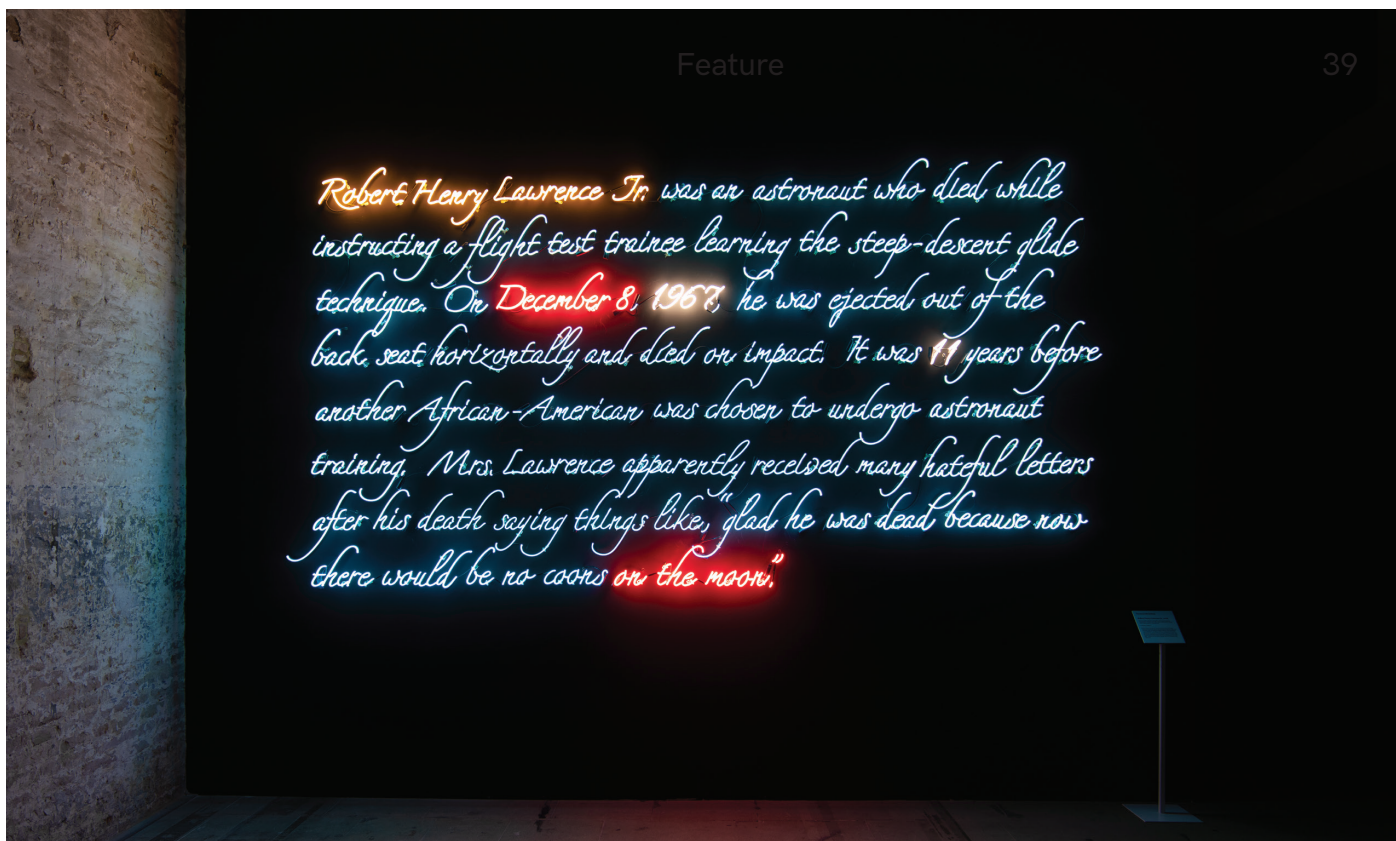 Feature
39
Robert Henry Lawrence Jr. was an astronaut who died while
instructing a flight test trainee learning the steep-descent glide
technique. On December 8, 1967, he was ejected out of the
back seat horizontally and died on impact. It was 11 years before
another African-American was chosen to undergo astronaut
training. Mrs. Lawrence apparently received many hateful letters
after his death saying things like, "glad he was dead because now
there would be no coons on the moon."